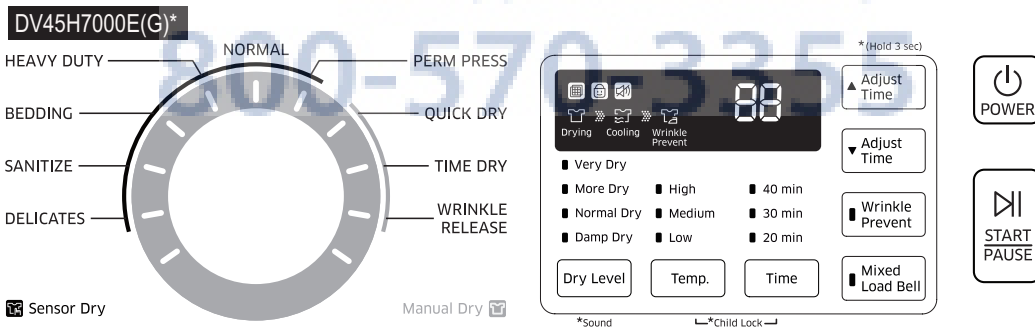 DV45H7000E(G)*
800-570-3355
HEAVY DUTY
NORMAL
PERM PRESS
BEDDING
QUICK DRY
SANITIZE
TIME DRY
DELICATES
WRINKLE
RELEASE
Sensor Dry
Manual Dry
*(Hold 3 sec)
88
Drying
Cooling
Wrinkle
Prevent
Very Dry
More Dry
High
40 min
Normal Dry
Medium
30 min
Damp Dry
Low
20 min
Dry Level
Temp.
Time
*Sound
*Child Lock
▲ Adjust
Time
▼ Adjust
Time
Wrinkle
Prevent
Mixed
Load Bell
POWER
START
PAUSE